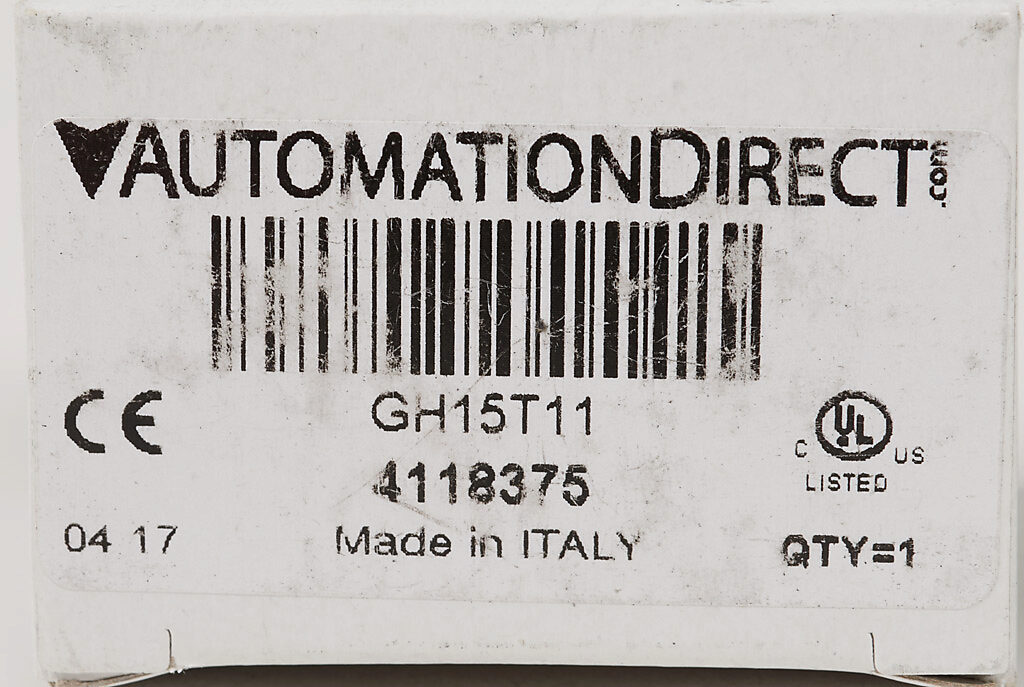 AUTOMATIONDIRECT.com
CE
GH15T11
4118375
C UL US
LISTED
04 17
Made in ITALY
QTY=1